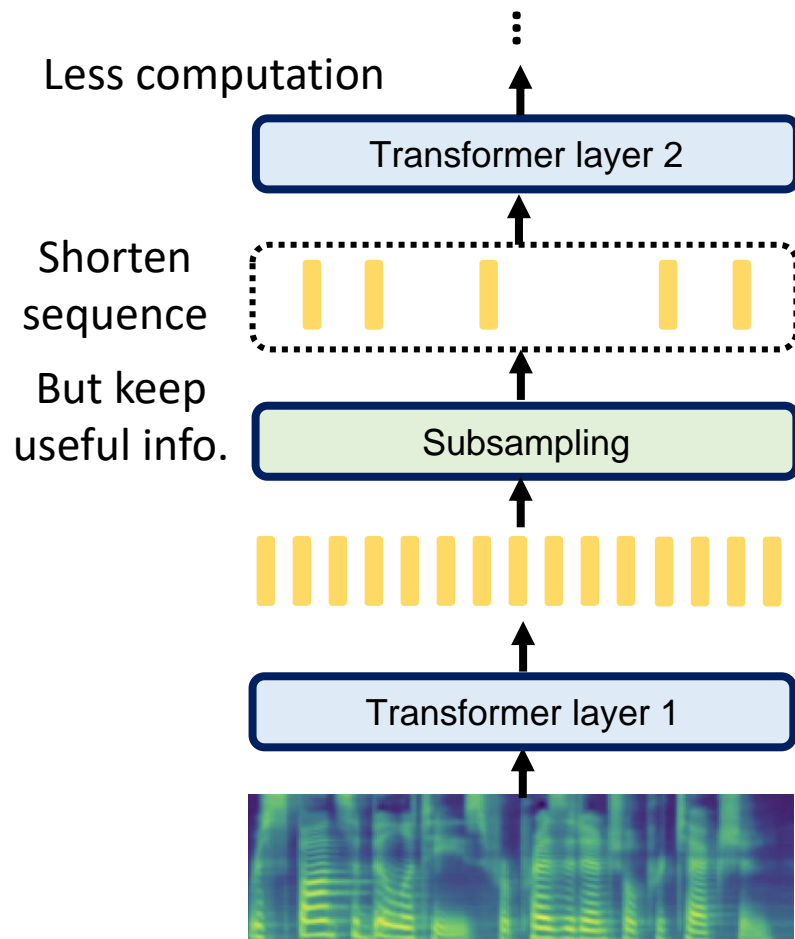 Less computation
Transformer layer 2
Shorten
sequence
But keep
useful info.
Subsampling
Transformer layer 1